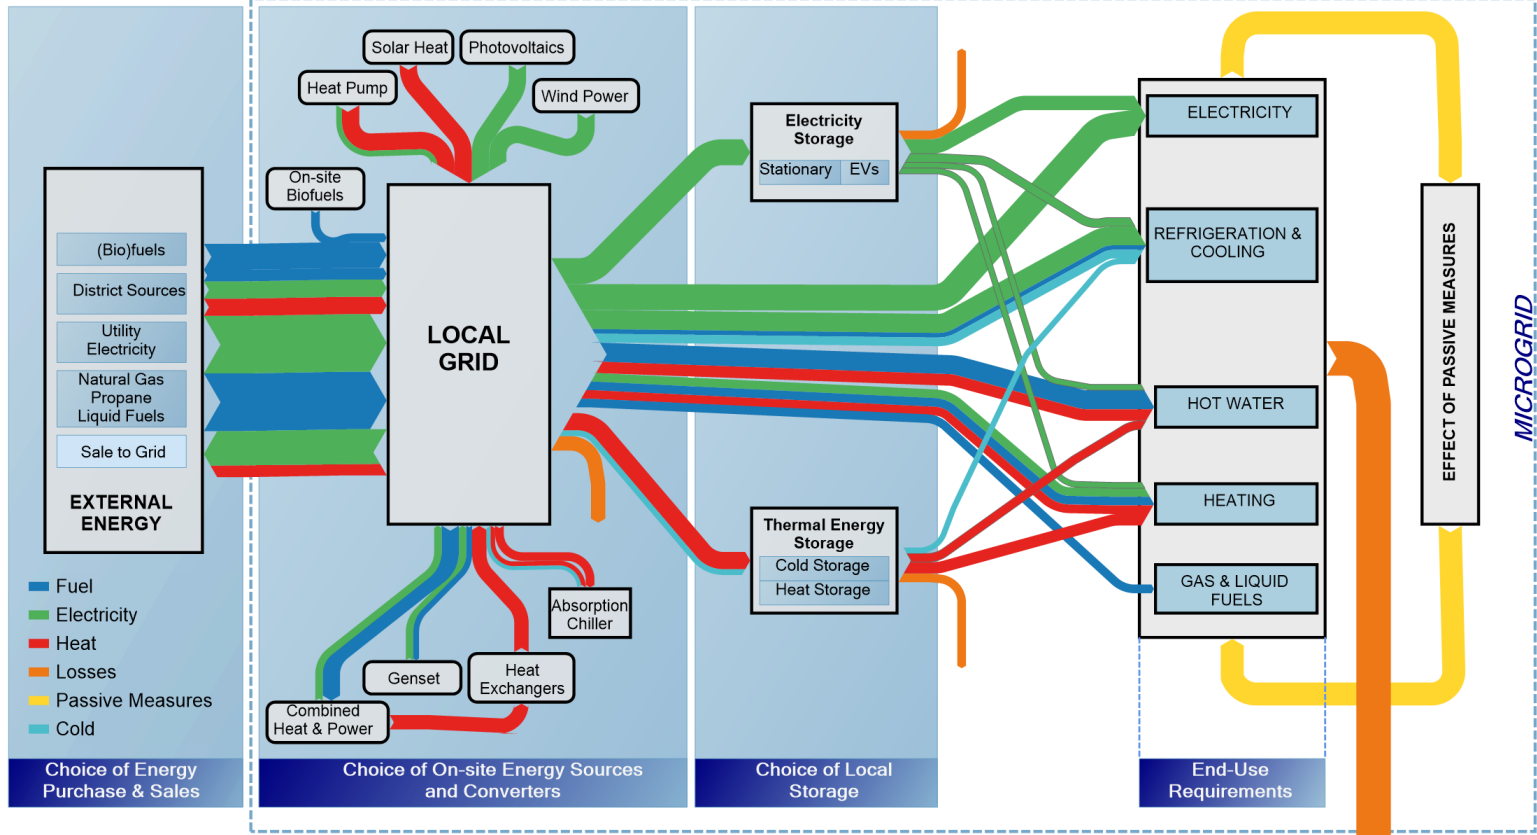 Solar Heat
Photovoltaics
Heat Pump
Wind Power
On-site
Biofuels
(Bio)fuels
District Sources
Utility
Electricity
Natural Gas
Propane
Liquid Fuels
Sale to Grid
EXTERNAL
ENERGY
LOCAL
GRID
Electricity
Storage
Stationary
EVs
Thermal Energy
Storage
Cold Storage
Heat Storage
ELECTRICITY
REFRIGERATION &
COOLING
HOT WATER
HEATING
GAS & LIQUID
FUELS
EFFECT OF PASSIVE MEASURES
MICROGRID
Absorption
Chiller
Genset
Heat
Exchangers
Combined
Heat & Power
Fuel
Electricity
Heat
Losses
Passive Measures
Cold
Choice of Energy
Purchase & Sales
Choice of On-site Energy Sources
and Converters
Choice of Local
Storage
End-Use
Requirements